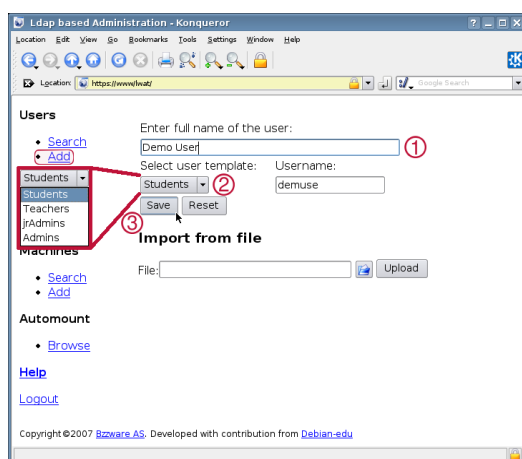 Ldap based Administration - Konqueror
Location Edit View Go Bookmarks Tools Settings Window Help
Location: https://www/lwat/
Google Search
Users
Search
Add
Students
Students
Teachers
jrAdmins
Admins
Enter full name of the user:
Demo User
①
Select user template: Username:
Students ② demuse
Save Reset
③
Import from file
File: Upload
Machines
Search
Add
Automount
Browse
Help
Logout
Copyright©2007 Bzzware AS. Developed with contribution from Debian-edu